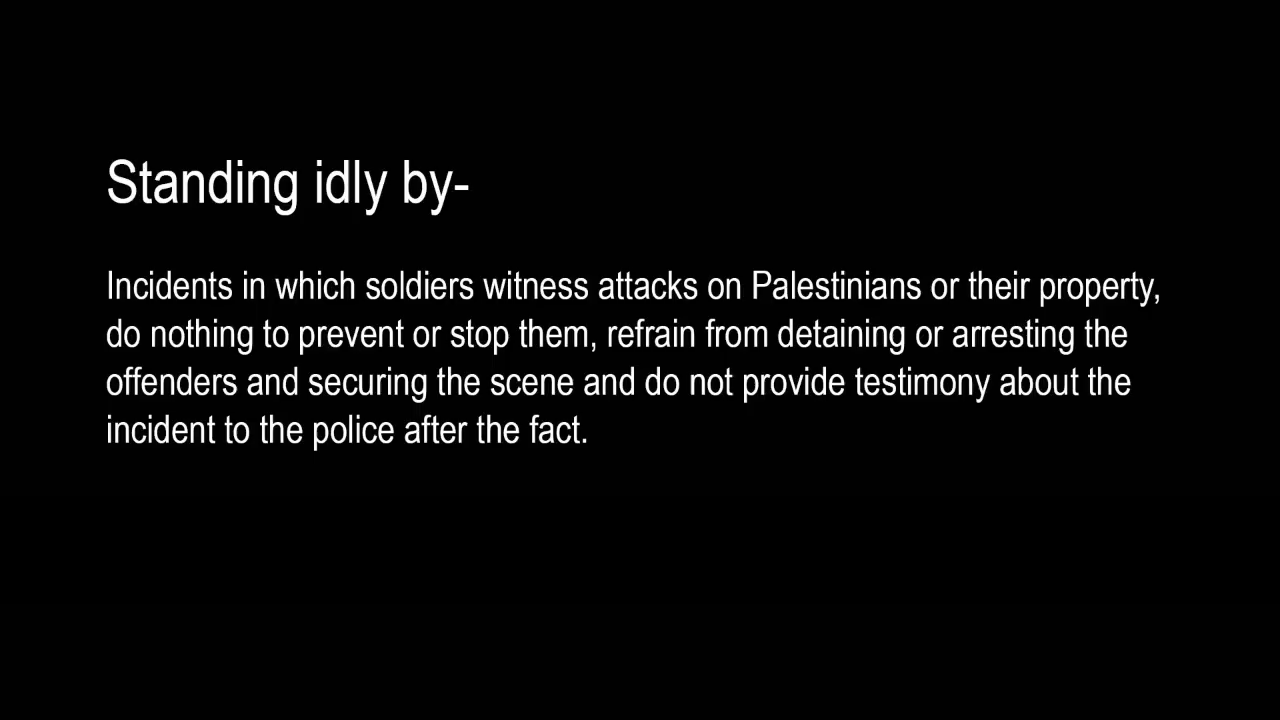 Standing idly by-
Incidents in which soldiers witness attacks on Palestinians or their property,
do nothing to prevent or stop them, refrain from detaining or arresting the
offenders and securing the scene and do not provide testimony about the
incident to the police after the fact.